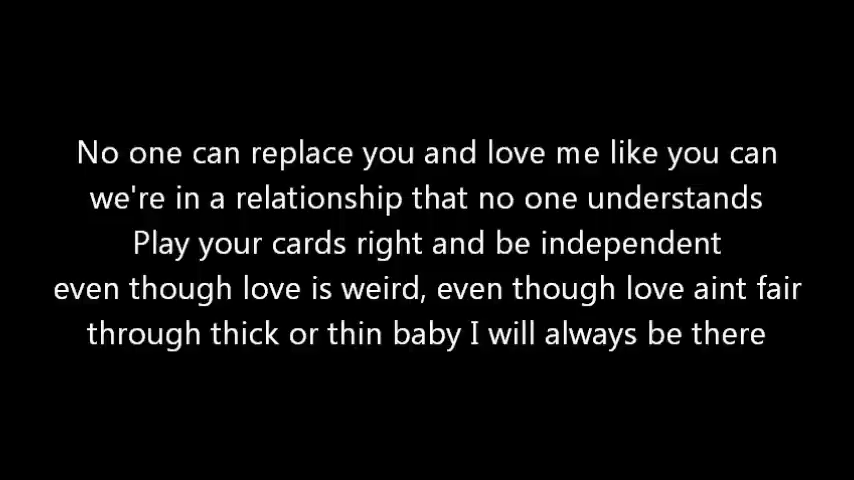 No one can replace you and love me like you can
we're in a relationship that no one understands
Play your cards right and be independent
even though love is weird, even though love aint fair
through thick or thin baby I will always be there